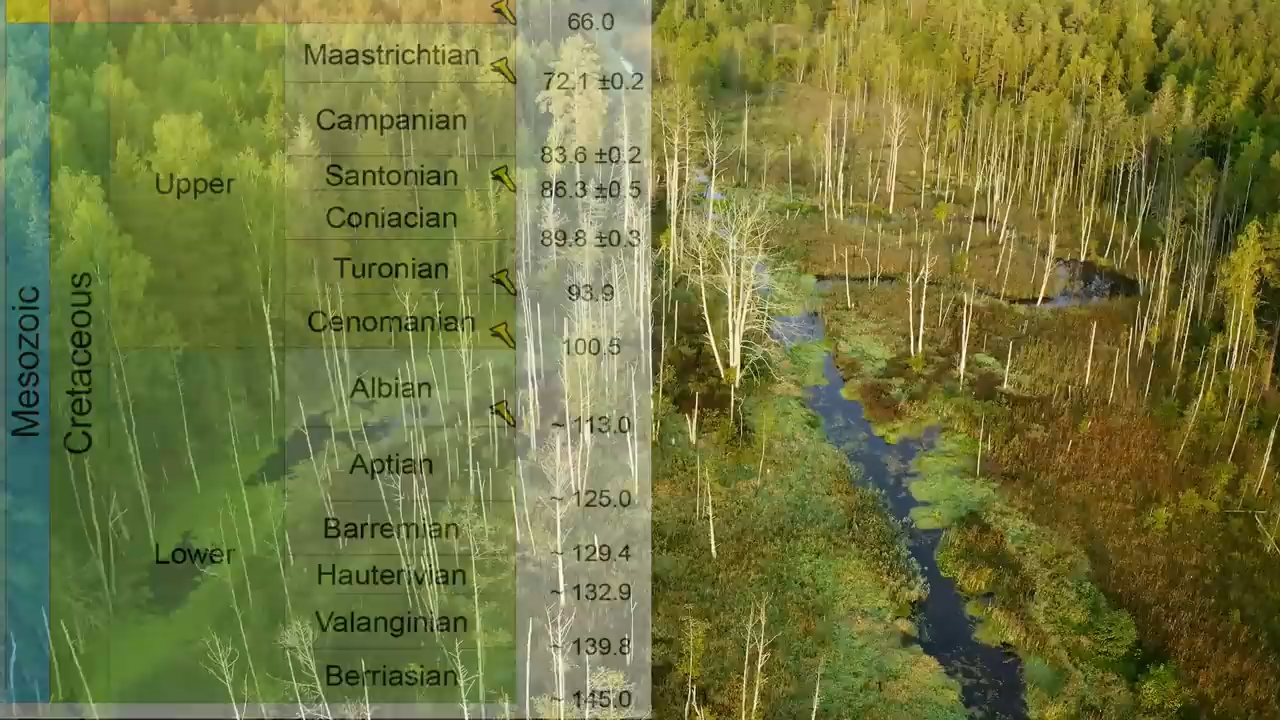 66.0
Maastrichtian
72.1 ±0.2
Campanian
83.6 ±0.2
Upper
Santonian
86.3 ±0.5
Coniacian
89.8 ±0.3
Turonian
93.9
Cenomanian
100.5
Mesozoic
Cretaceous
Albian
~ 113.0
Aptian
~ 125.0
Barremian
Lower
~ 129.4
Hauterivian
~ 132.9
Valanginian
~ 139.8
Berriasian
~ 145.0